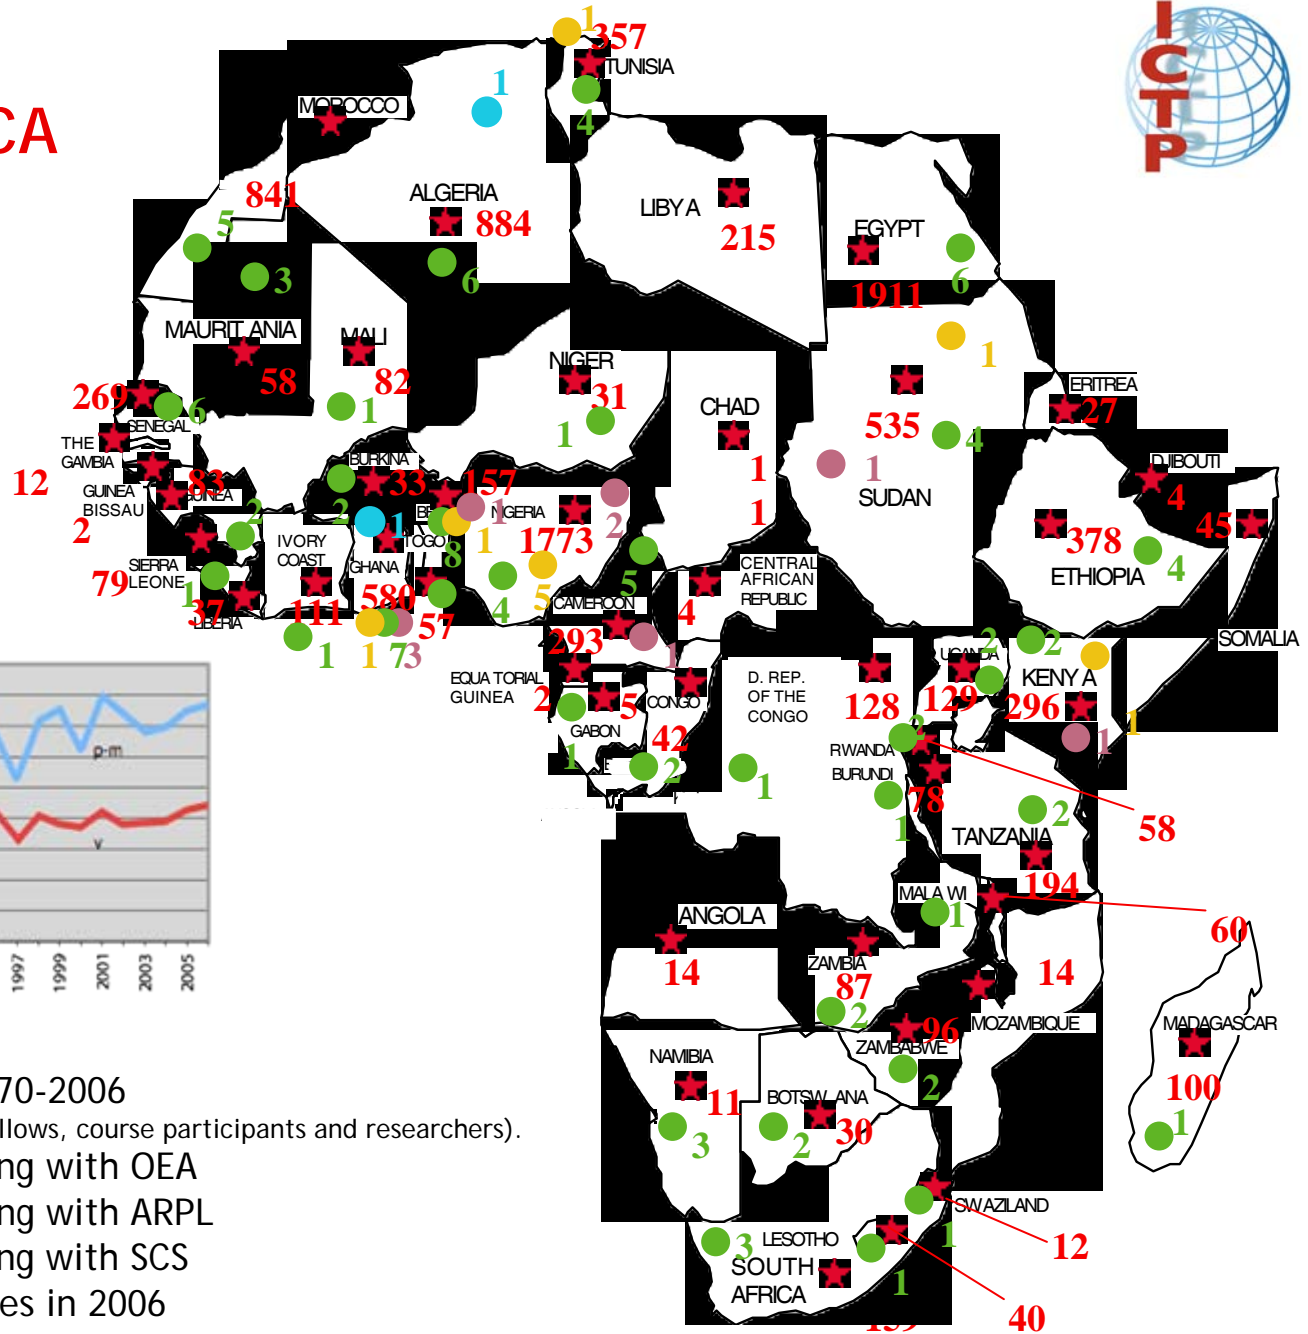 ICTP
CA
1
357
TUNISIA
1
MOROCCO
4
841
ALGERIA
884
LIBYA
215
EGYPT
5
3
6
6
1911
MAURITANIA
58
MALI
82
NIGER
31
1
1
CHAD
1
1
535
4
1
SUDAN
1
ERITREA
27
269
6
SENEGAL
THE
GAMBIA
12
83
GUINEA
GUINEA
BISSAU
2
BURKINA
33
2
157
1
NIGERIA
1773
2
DJIBOUTI
4
45
378
ETHIOPIA
4
2
IVORY
COAST
1
BE
TOGO
8
1
GHANA
SIERRA
LEONE
79
1
37
LIBERIA
111
580
57
4
5
5
CAMEROON
293
1
4
CENTRAL
AFRICAN
REPUBLIC
1
1
7
3
SOMALIA
EQUATORIAL
GUINEA
2
5
GABON
1
CONGO
42
2
D. REP.
OF THE
CONGO
128
1
UGANDA
2
129
2
KENYA
296
1
1
RWANDA
2
BURUNDI
78
1
58
2
TANZANIA
194
p-m
v
1997
1999
2001
2003
2005
MALAWI
1
60
ANGOLA
14
ZAMBIA
87
2
14
MOZAMBIQUE
96
ZAMBABWE
2
MADAGASCAR
100
1
NAMIBIA
11
3
BOTSWANA
30
2
SWAZILAND
1
12
LESOTHO
3
SOUTH
AFRICA
1
40
159
70-2006
llows, course participants and researchers).
ng with OEA
ng with ARPL
ng with SCS
es in 2006